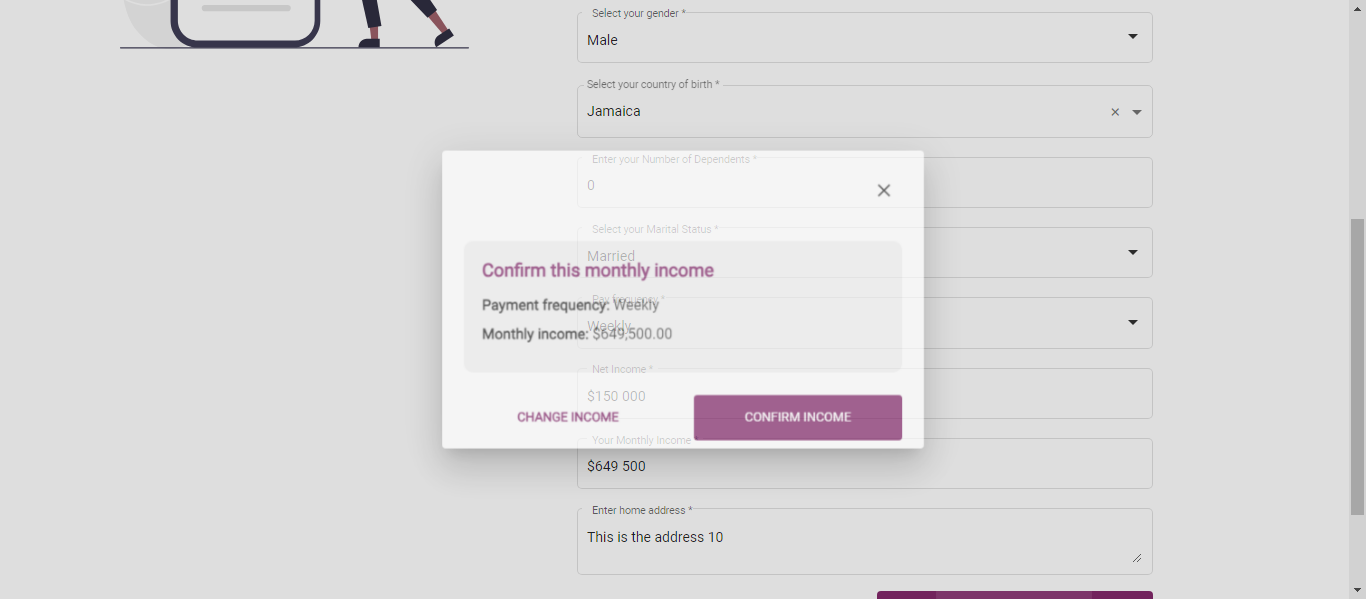 Select your gender *
Male
Select your country of birth *
Jamaica
Enter your Number of Dependents *
0
Select your Marital Status *
Married
Confirm this monthly income
Pay frequency *
Payment frequency: Weekly
Weekly
Monthly income: $649,500.00
Net Income *
$150 000
CHANGE INCOME
CONFIRM INCOME
Your Monthly Income *
$649 500
Enter home address *
This is the address 10